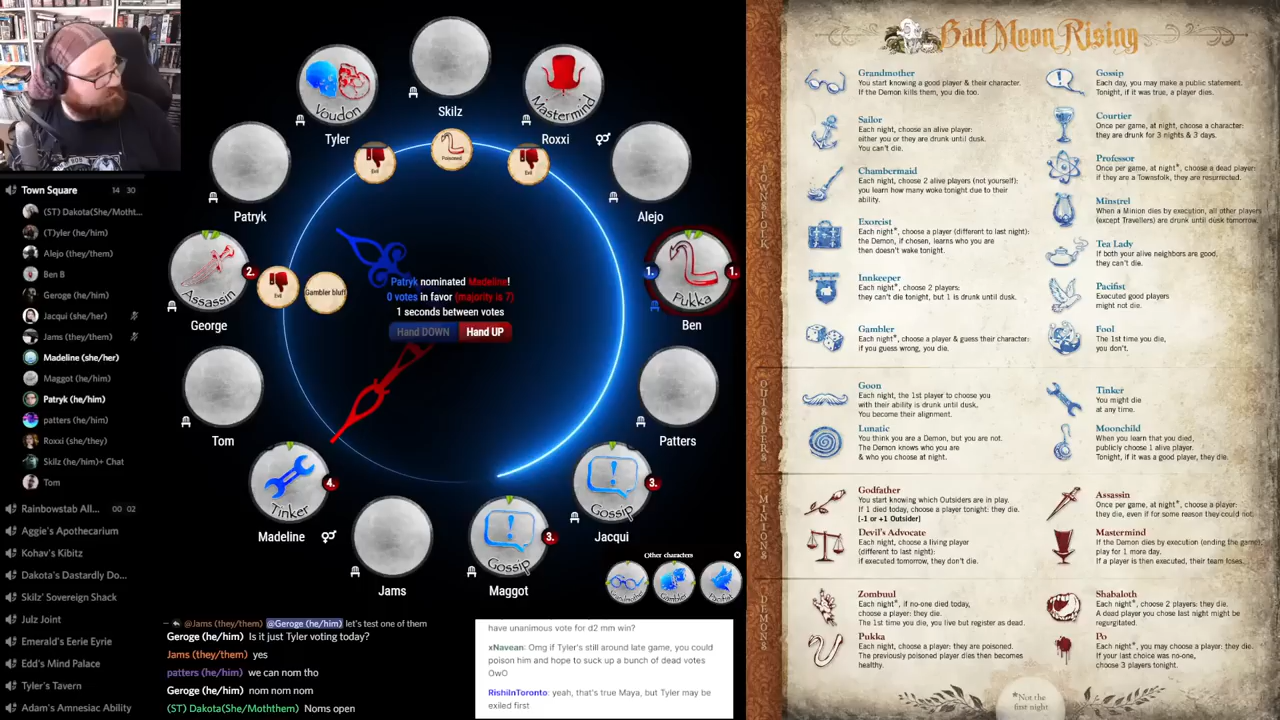 Town Square
14 30
(ST) Dakota(She/Motht...
(T)yler (he/him)
Alejo (they/them)
Ben B
Geroge (he/him)
Jacqui (she/her)
Jams (they/them)
Madeline (she/her)
Maggot (he/him)
Patryk (he/him)
patters (he/him)
Roxxi (she/they)
Skilz (he/him)+ Chat
Tom
Rainbowstab All...
00 02
Aggie's Apothecarium
Kohav's Kibitz
Dakota's Dastardly Do...
Skilz' Sovereign Shack
Julz Joint
Emerald's Eerie Eyrie
Edd's Mind Palace
Tyler's Tavern
Adam's Amnesiac Ability
Voudon
Tyler
Skilz
Mastermind
Roxxi
Alejo
Pukka
Ben
1.
1.
Patters
Gossip
Jacqui
3.
Gossip
Maggot
3.
Jams
Tinker
Madeline
4.
Tom
Assassin
George
2.
Patryk
Evil
Poisoned
Evil
Evil
Gambler bluff
Patryk nominated Madeline!
0 votes in favor (majority is 7)
1 seconds between votes
Hand DOWN Hand UP
Other characters
@Jams (they/them) @Geroge (he/him) let's test one of them
Geroge (he/him) Is it just Tyler voting today?
Jams (they/them) yes
patters (he/him) we can nom tho
Geroge (he/him) nom nom nom
(ST) Dakota(She/Moththem) Noms open
have unanimous vote for d2 mm win?
xNavean: Omg if Tyler's still around late game, you could
poison him and hope to suck up a bunch of dead votes
OwO
RishiInToronto: yeah, that's true Maya, but Tyler may be
exiled first
Bad Moon Rising
TOWNSFOLK
Grandmother
You start knowing a good player & their character.
If the Demon kills them, you die too.
Sailor
Each night, choose an alive player:
either you or they are drunk until dusk.
You can't die.
Chambermaid
Each night, choose 2 alive players (not yourself):
you learn how many woke tonight due to their
ability.
Exorcist
Each night*, choose a player (different to last night):
the Demon, if chosen, learns who you are
then doesn't wake tonight.
Innkeeper
Each night*, choose 2 players:
they can't die tonight, but 1 is drunk until dusk.
Gambler
Each night*, choose a player & guess their character:
if you guess wrong, you die.
Gossip
Each day, you may make a public statement.
Tonight, if it was true, a player dies.
Courtier
Once per game, at night, choose a character:
they are drunk for 3 nights & 3 days.
Professor
Once per game, at night*, choose a dead player:
if they are a Townsfolk, they are resurrected.
Minstrel
When a Minion dies by execution, all other players
(except Travellers) are drunk until dusk tomorrow.
Tea Lady
If both your alive neighbors are good,
they can't die.
Pacifist
Executed good players
might not die.
Fool
The 1st time you die,
you don't.
OUTSIDERS
Goon
Each night, the 1st player to choose you
with their ability is drunk until dusk.
You become their alignment.
Lunatic
You think you are a Demon, but you are not.
The Demon knows who you are
& who you choose at night.
Tinker
You might die
at any time.
Moonchild
When you learn that you died,
publicly choose 1 alive player.
Tonight, if it was a good player, they die.
MINIONS
Godfather
You start knowing which Outsiders are in play.
If 1 died today, choose a player tonight: they die.
[-1 or +1 Outsider]
Devil's Advocate
Each night, choose a living player
(different to last night):
if executed tomorrow, they don't die.
Assassin
Once per game, at night*, choose a player:
they die, even if for some reason they could not.
Mastermind
If the Demon dies by execution (ending the game),
play for 1 more day.
If a player is then executed, their team loses.
DEMONS
Zombuul
Each night*, if no-one died today,
choose a player: they die.
The 1st time you die, you live but register as dead.
Pukka
Each night, choose a player: they are poisoned.
The previously poisoned player dies then becomes
healthy.
Shabaloth
Each night*, choose 2 players: they die.
A dead player you chose last night might be
regurgitated.
Po
Each night*, you may choose a player: they die.
If your last choice was no-one,
choose 3 players tonight.
*Not the
first night